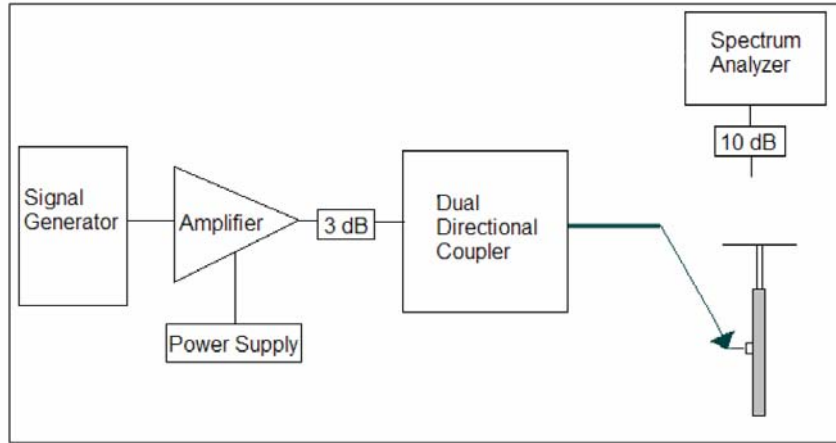 Spectrum
Analyzer
10 dB
Signal
Generator
Amplifier
3 dB
Dual
Directional
Coupler
Power Supply